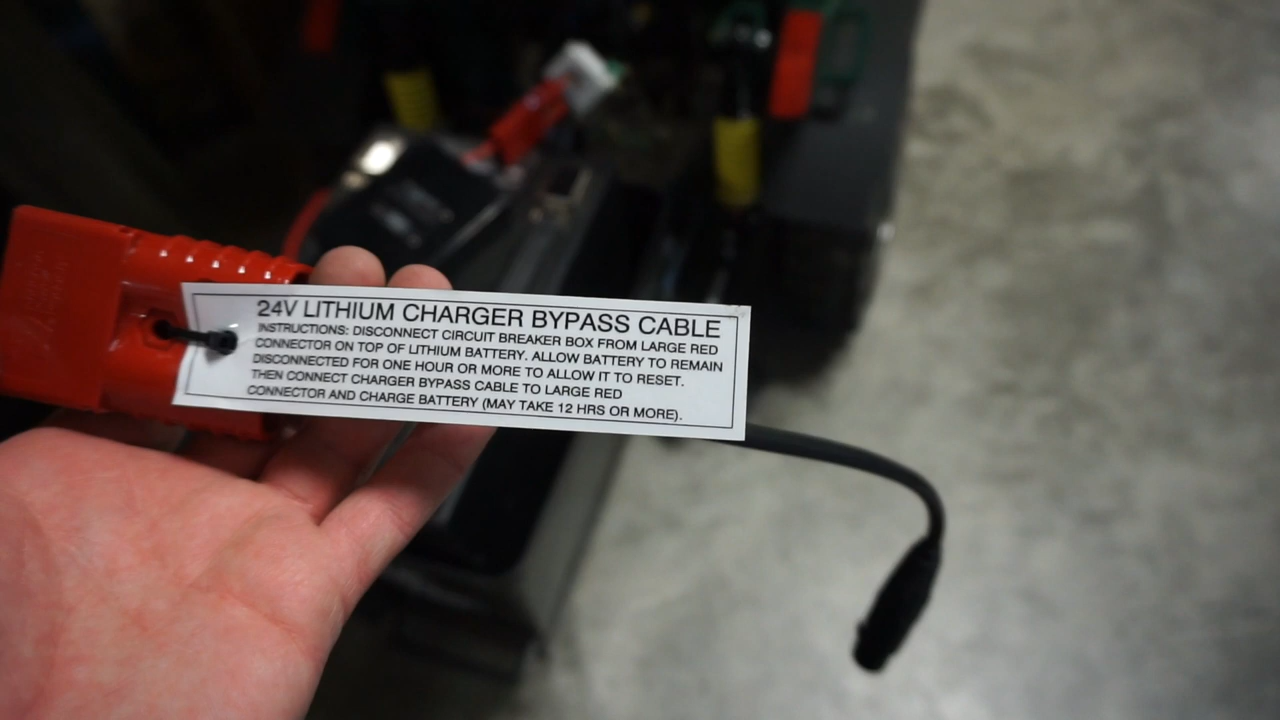 24V LITHIUM CHARGER BYPASS CABLE
INSTRUCTIONS: DISCONNECT CIRCUIT BREAKER BOX FROM LARGE RED
CONNECTOR ON TOP OF LITHIUM BATTERY. ALLOW BATTERY TO REMAIN
DISCONNECTED FOR ONE HOUR OR MORE TO ALLOW IT TO RESET.
THEN CONNECT CHARGER BYPASS CABLE TO LARGE RED
CONNECTOR AND CHARGE BATTERY (MAY TAKE 12 HRS OR MORE).